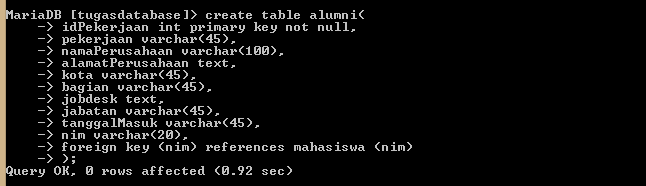 MariaDB [tugasdatabase]> create table alumni(
-> idPekerjaan int primary key not null,
-> pekerjaan varchar(45),
-> namaPerusahaan varchar(100),
-> alamatPerusahaan text,
-> kota varchar(45),
-> bagian varchar(45),
-> jobdesk text,
-> jabatan varchar(45),
-> tanggalMasuk varchar(45),
-> nim varchar(20),
-> foreign key (nim) references mahasiswa (nim)
-> );
Query OK, 0 rows affected (0.92 sec)